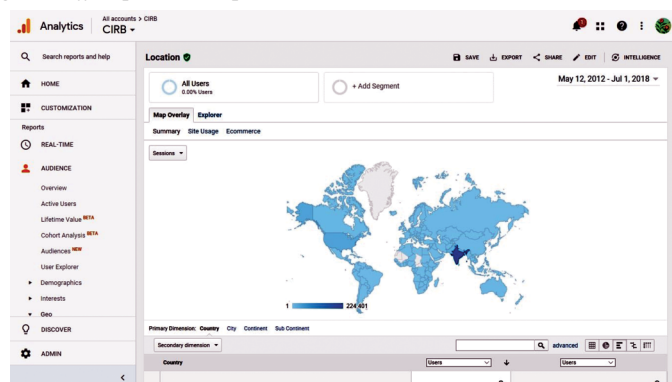 All accounts > CIRB
Analytics
CIRB
Search reports and help
HOME
CUSTOMIZATION
Reports
REAL-TIME
AUDIENCE
Overview
Active Users
Lifetime Value BETA
Cohort Analysis BETA
Audiences NEW
User Explorer
Demographics
Interests
Geo
DISCOVER
ADMIN
Location
SAVE
EXPORT
SHARE
EDIT
INTELLIGENCE
All Users
0.00% Users
+ Add Segment
May 12, 2012 - Jul 1, 2018
Map Overlay Explorer
Summary Site Usage Ecommerce
Sessions
1 224,401
Primary Dimension: Country City Continent Sub Continent
Secondary dimension
advanced
Country
Users
Users